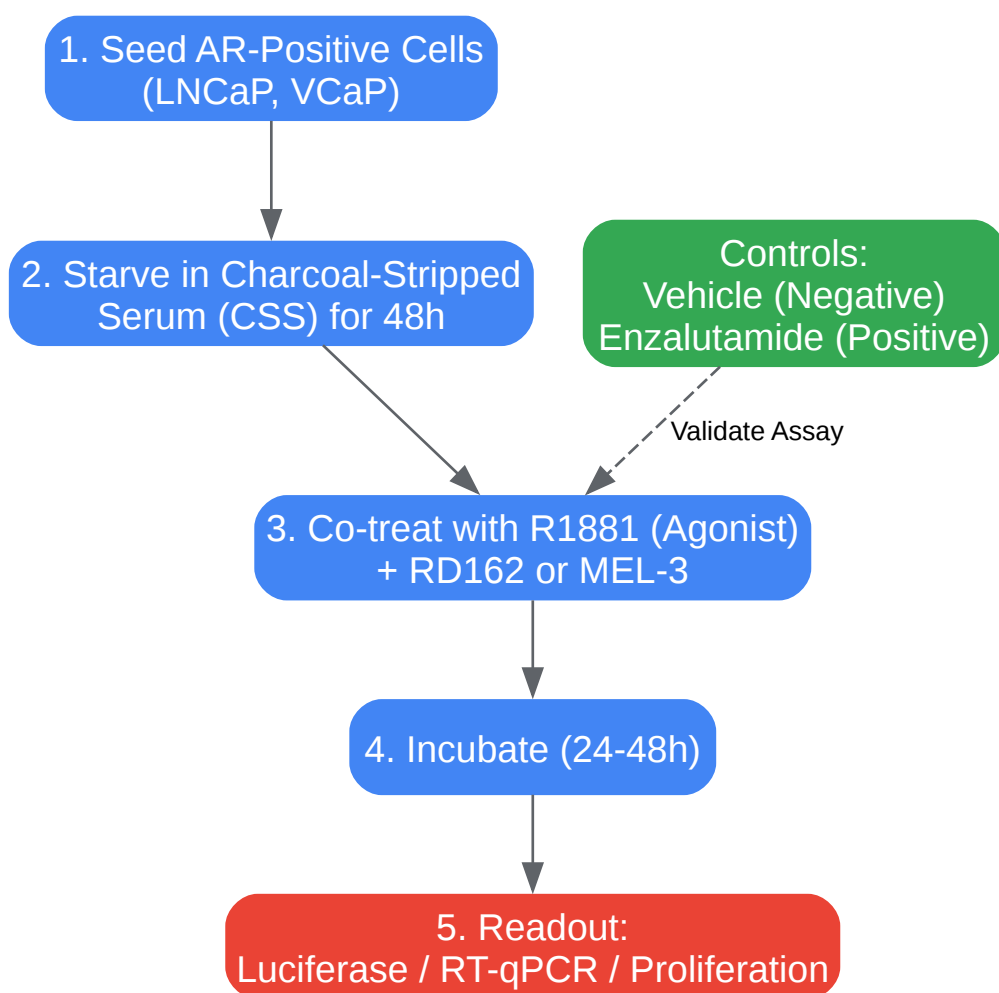 1. Seed AR-Positive Cells
(LNCaP, VCaP)
2. Starve in Charcoal-Stripped
Serum (CSS) for 48h
Controls:
Vehicle (Negative)
Enzalutamide (Positive)
Validate Assay
3. Co-treat with R1881 (Agonist)
+ RD162 or MEL-3
4. Incubate (24-48h)
5. Readout:
Luciferase / RT-qPCR / Proliferation